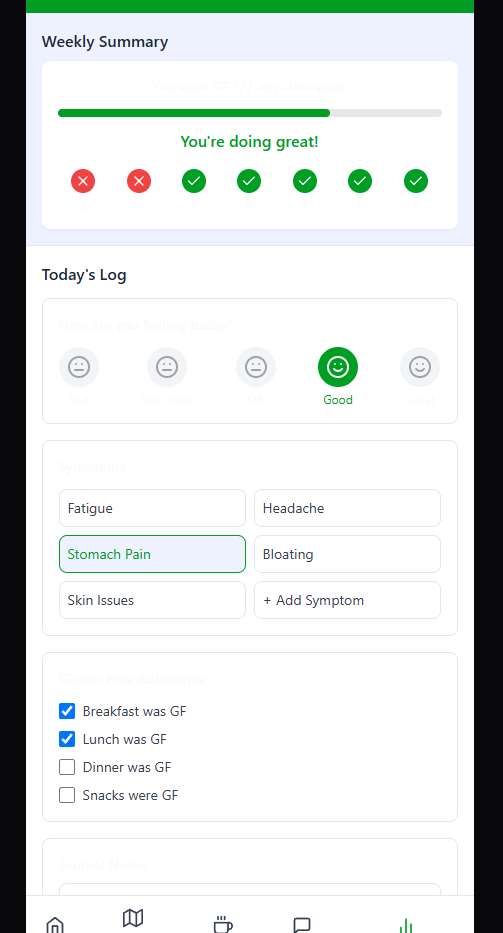 Weekly Summary
You went GF 5/7 days this week
You're doing great!
Today's Log
How are you feeling today?
Bad
Not Great
Ok
Good
Great
Symptoms
Fatigue
Headache
Stomach Pain
Bloating
Skin Issues
+ Add Symptom
Gluten-Free Adherence
Breakfast was GF
Lunch was GF
Dinner was GF
Snacks were GF
Journal Notes